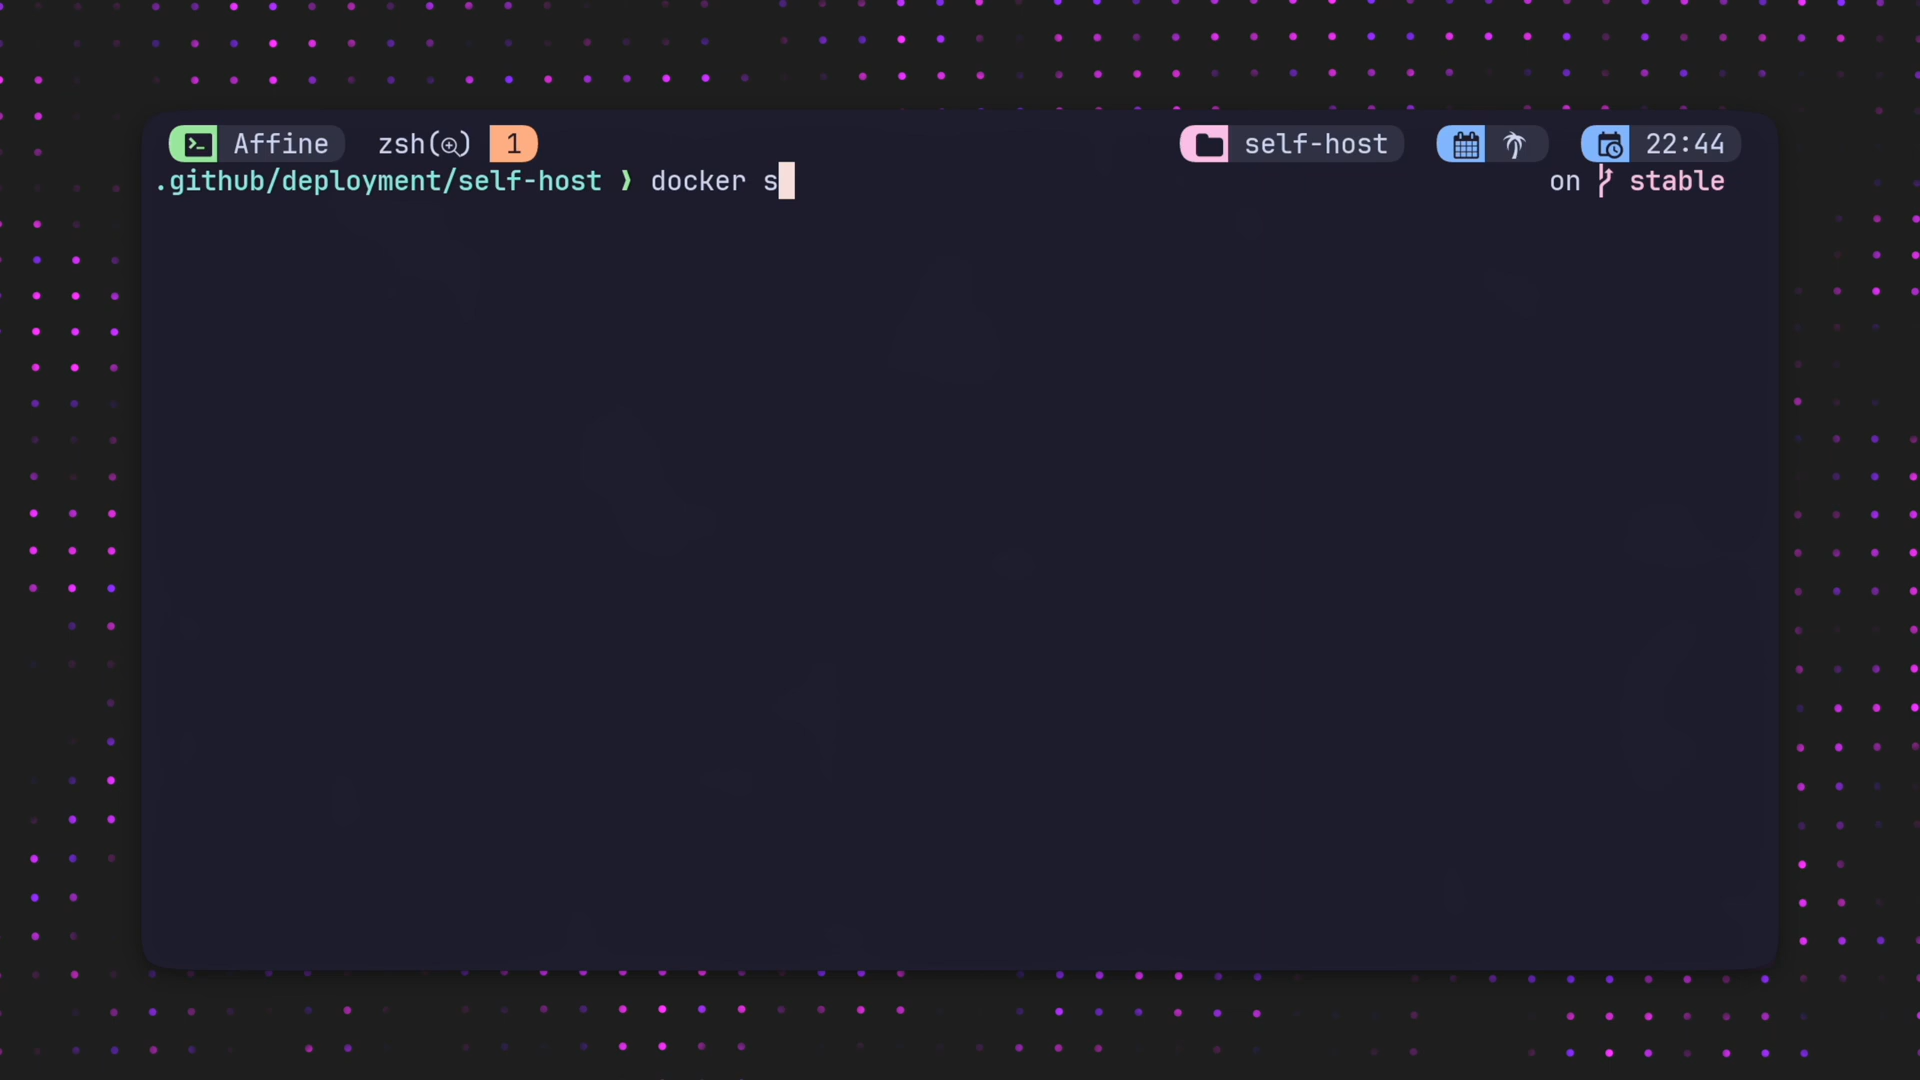 Affine zsh() 1 self-host 22:44
.github/deployment/self-host ❯ docker s on stable